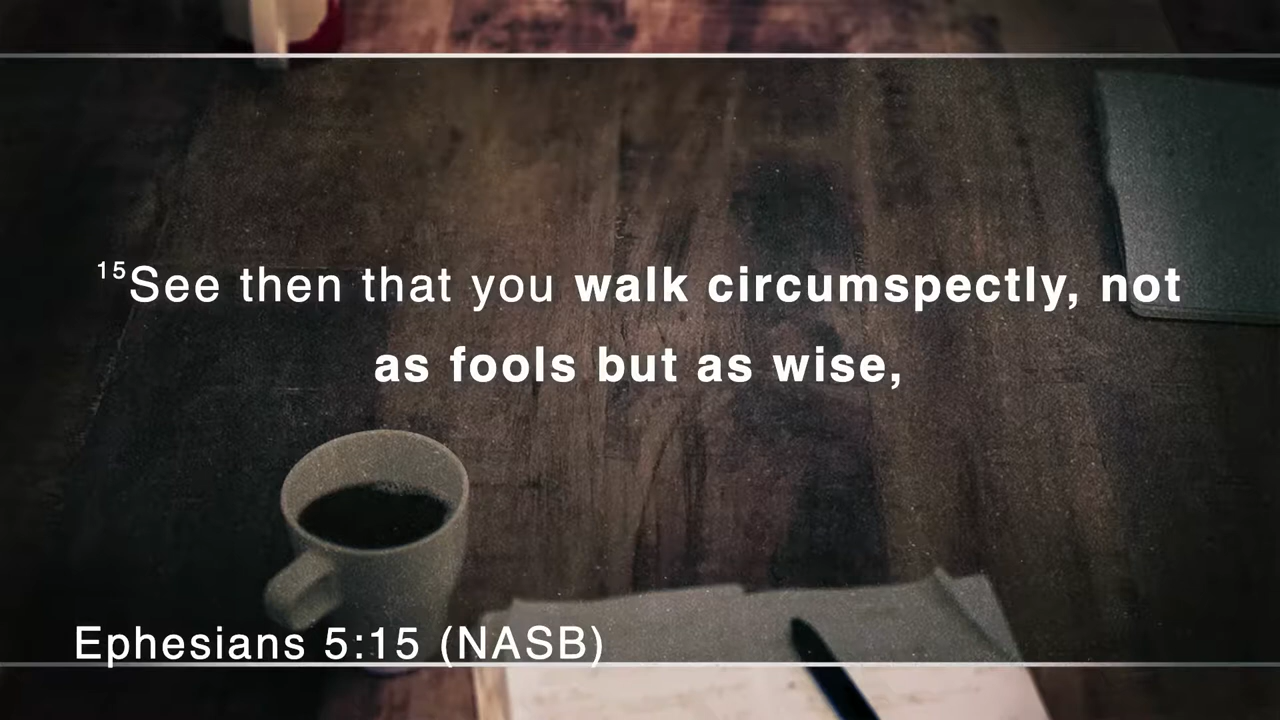 15See then that you walk circumspectly, not
as fools but as wise,
Ephesians 5:15 (NASB)